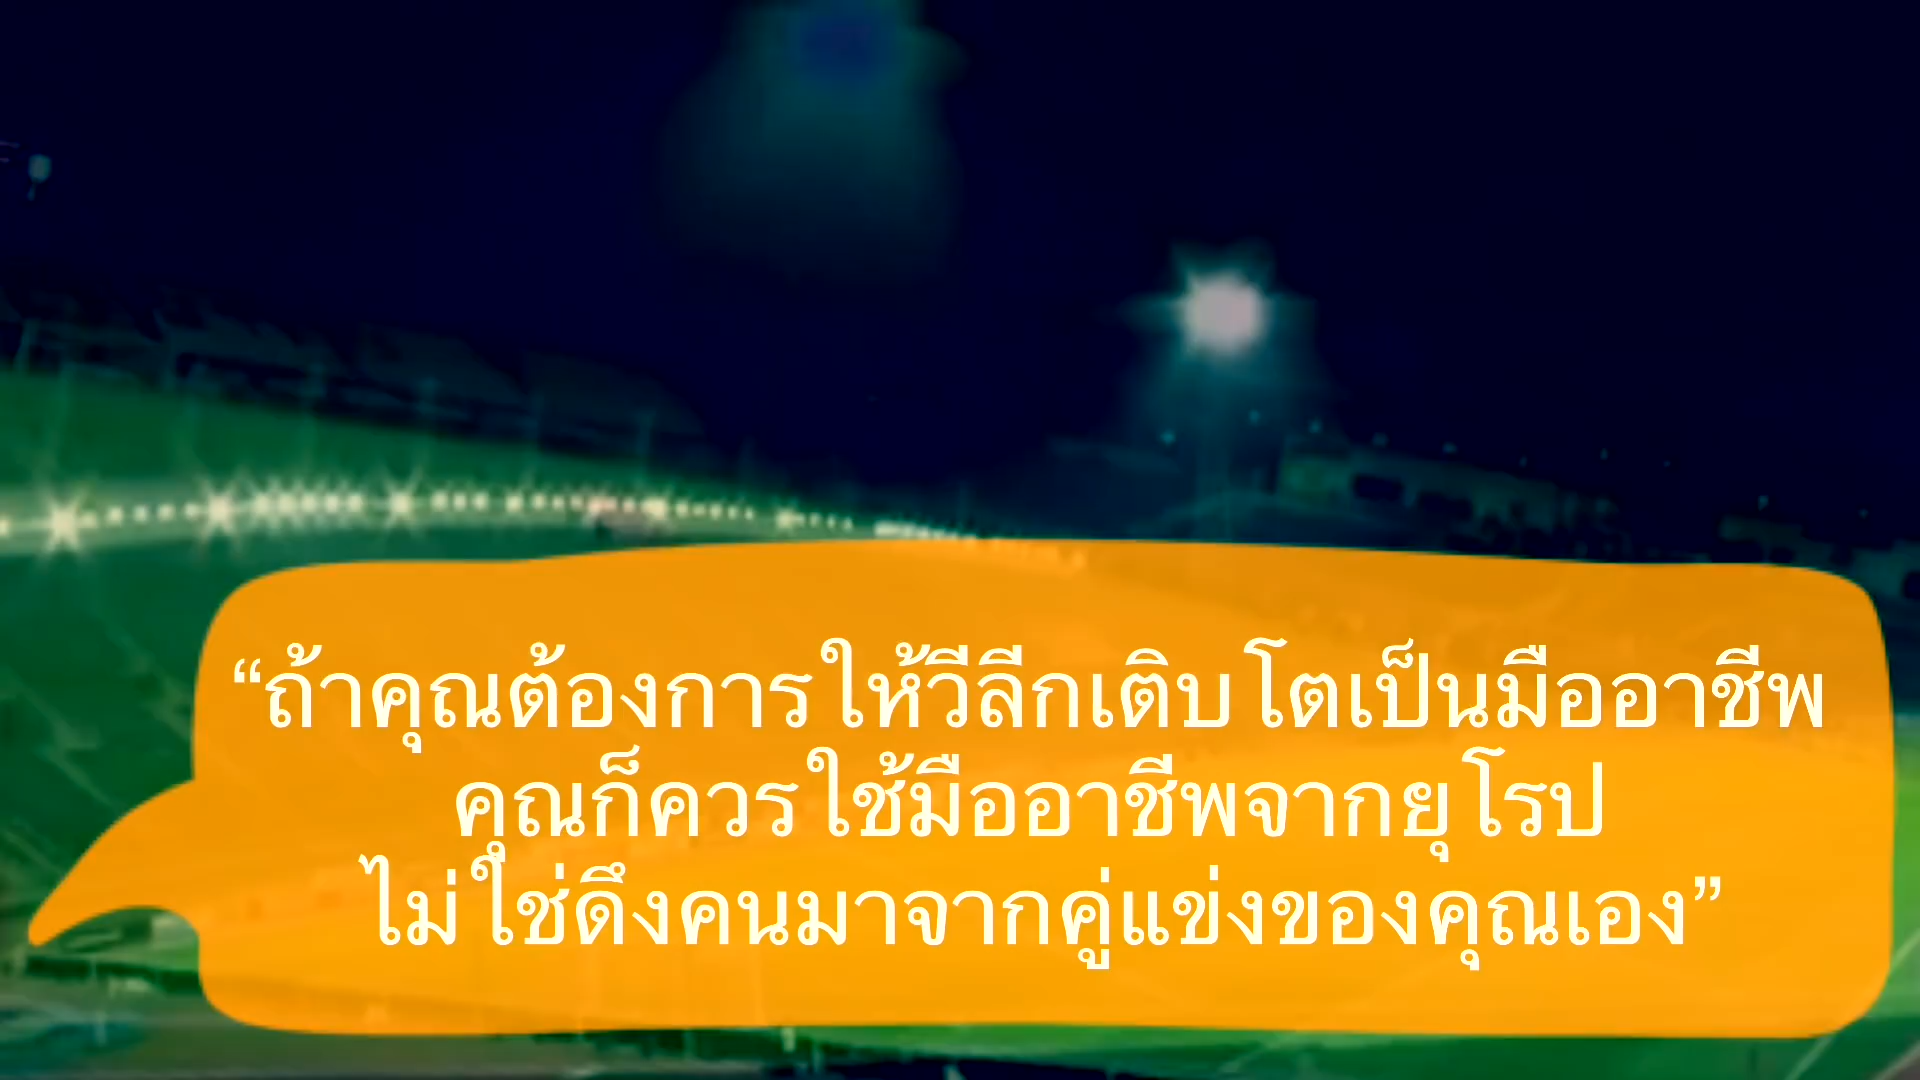 “ถ้าคุณต้องการให้วีลีกเติบโตเป็นมืออาชีพ
คุณก็ควรใช้มืออาชีพจากยุโรป
ไม่ใช่ดึงคนมาจากคู่แข่งของคุณเอง”